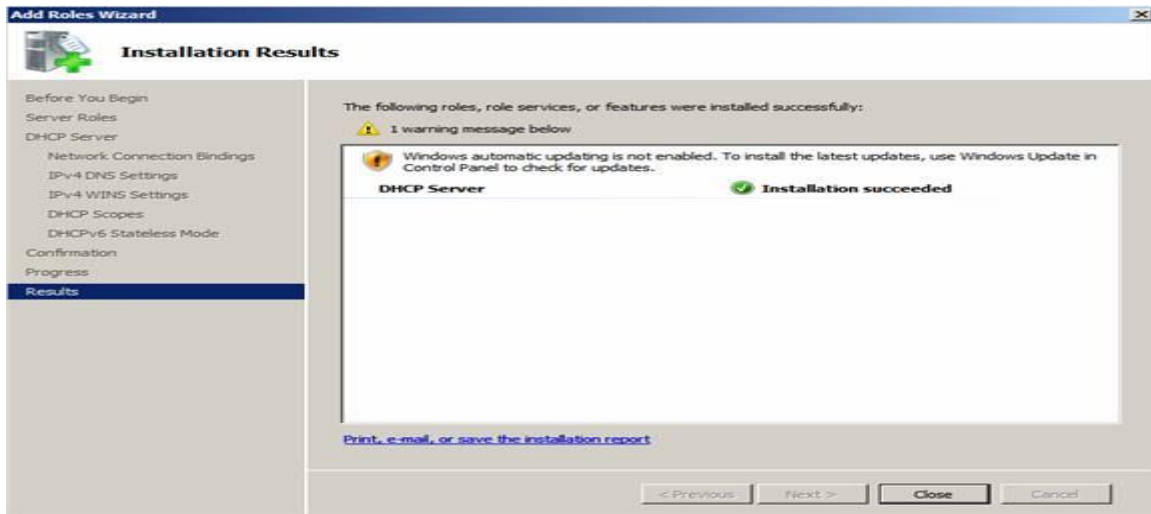 Add Roles Wizard
Installation Results
Before You Begin
Server Roles
DHCP Server
Network Connection Bindings
IPv4 DNS Settings
IPv4 WINS Settings
DHCP Scopes
DHCPv6 Stateless Mode
Confirmation
Progress
Results
The following roles, role services, or features were installed successfully:
1 warning message below
Windows automatic updating is not enabled. To install the latest updates, use Windows Update in
Control Panel to check for updates.
DHCP Server
Installation succeeded
Print, e-mail, or save the installation report
< Previous
Next >
Close
Cancel